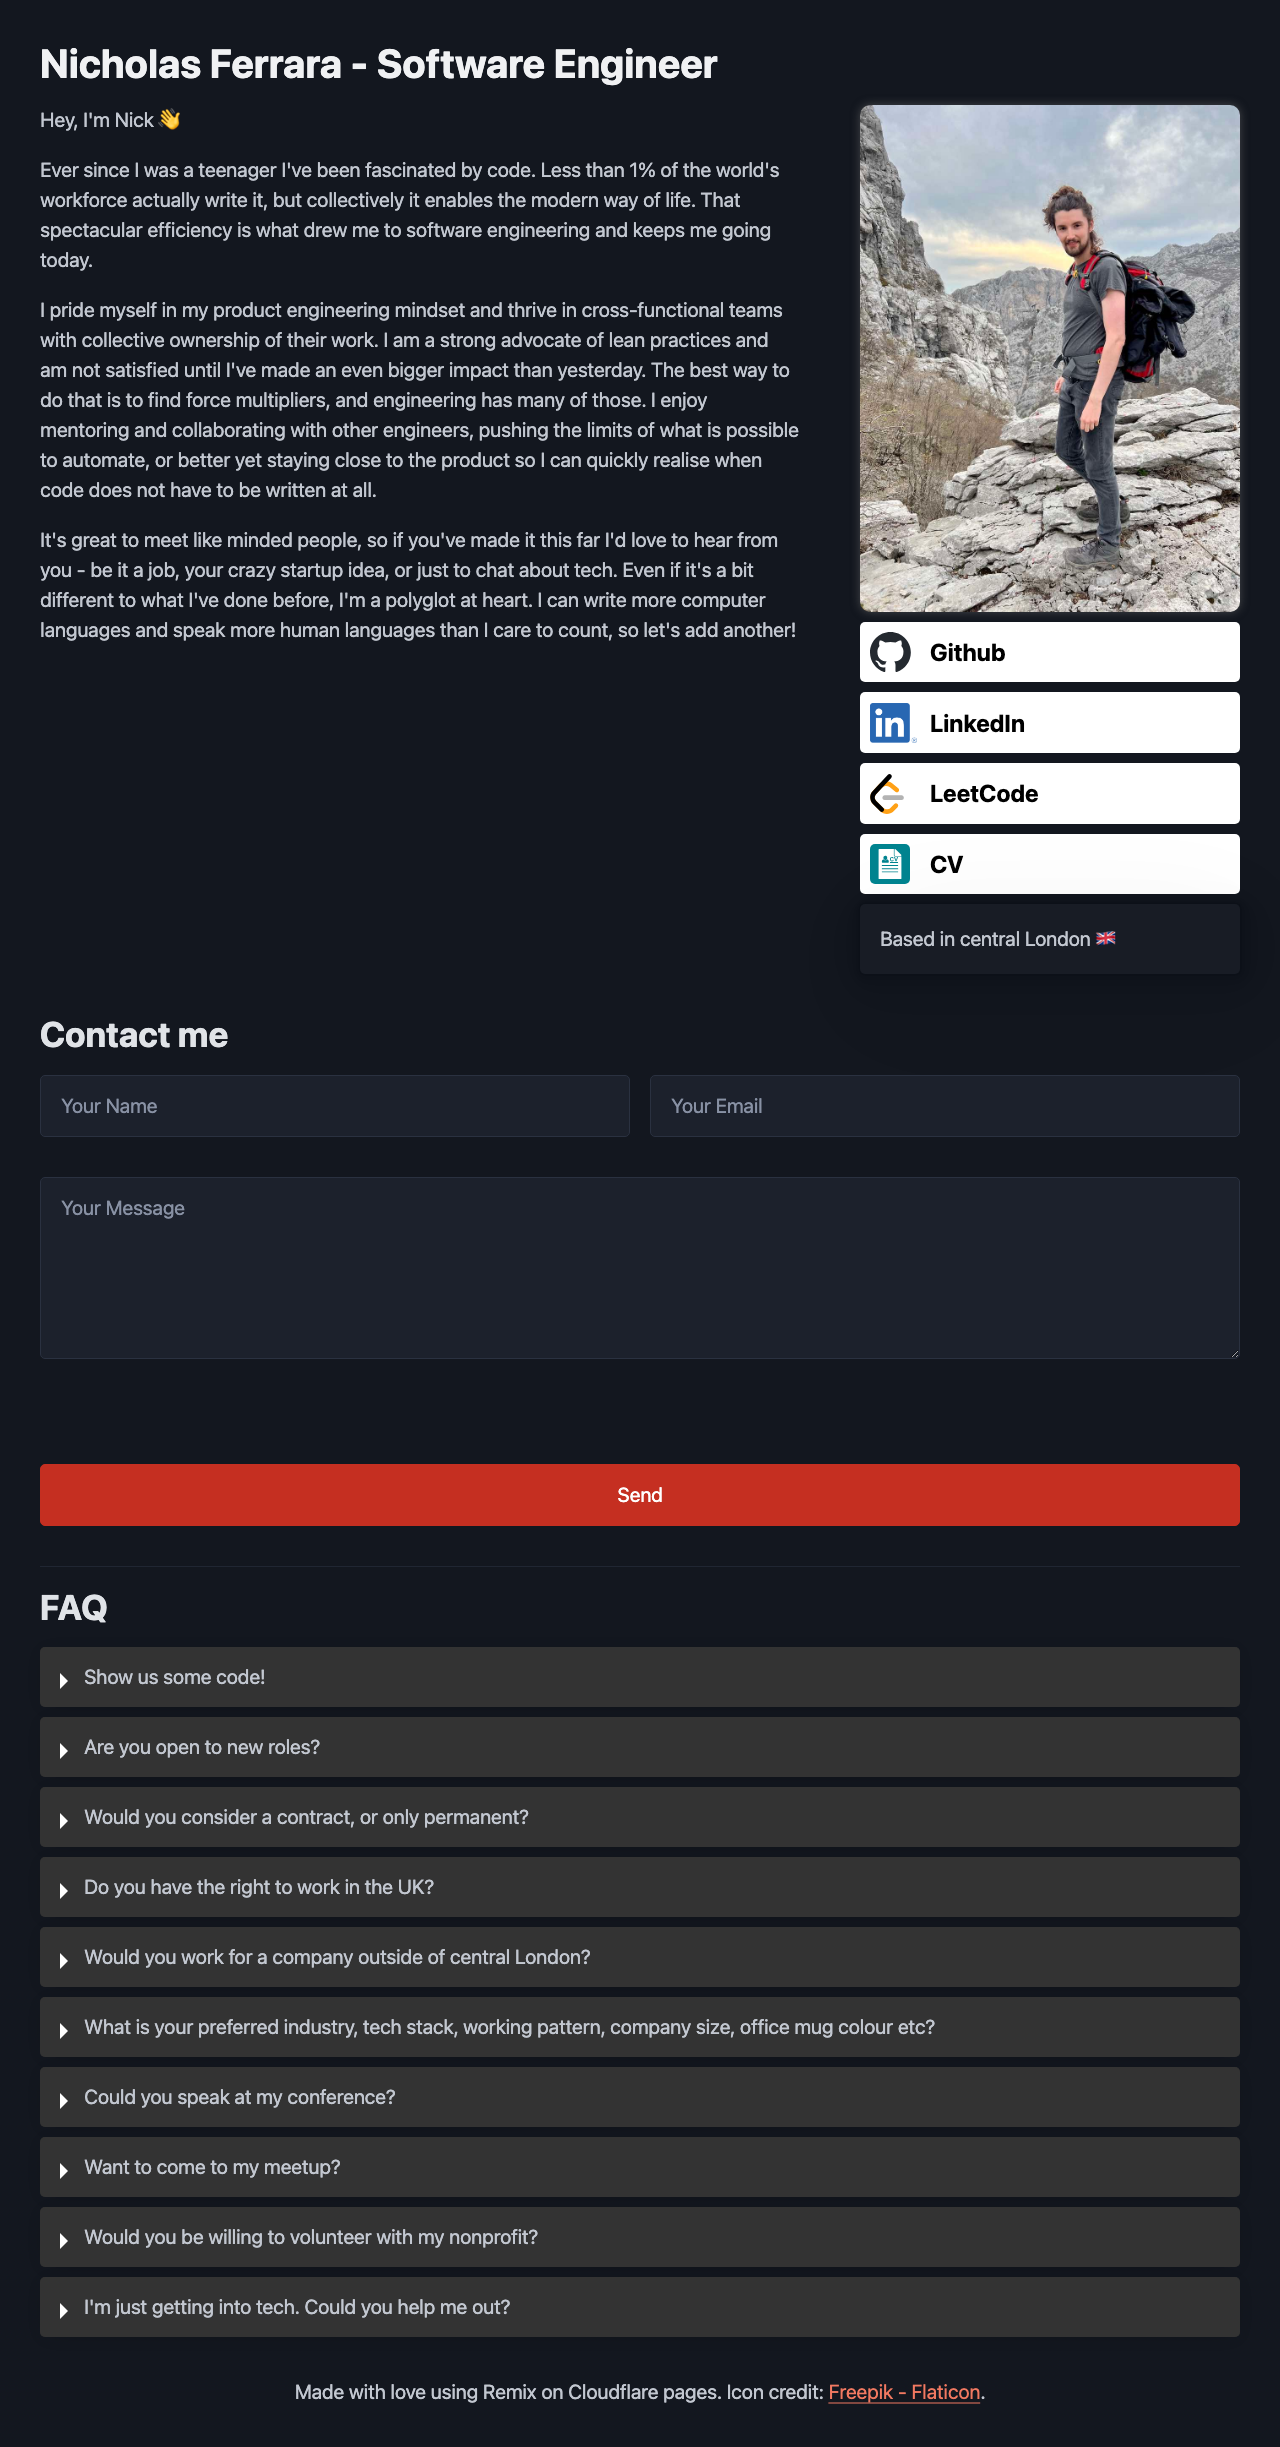 Nicholas Ferrara - Software Engineer
Hey, I'm Nick 👋
Ever since I was a teenager I've been fascinated by code. Less than 1% of the world's
workforce actually write it, but collectively it enables the modern way of life. That
spectacular efficiency is what drew me to software engineering and keeps me going
today.
I pride myself in my product engineering mindset and thrive in cross-functional teams
with collective ownership of their work. I am a strong advocate of lean practices and
am not satisfied until I've made an even bigger impact than yesterday. The best way to
do that is to find force multipliers, and engineering has many of those. I enjoy
mentoring and collaborating with other engineers, pushing the limits of what is possible
to automate, or better yet staying close to the product so I can quickly realise when
code does not have to be written at all.
It's great to meet like minded people, so if you've made it this far I'd love to hear from
you - be it a job, your crazy startup idea, or just to chat about tech. Even if it's a bit
different to what I've done before, I'm a polyglot at heart. I can write more computer
languages and speak more human languages than I care to count, so let's add another!
Github
in ®
LinkedIn
LeetCode
CV
CV
Based in central London 🇬🇧
Contact me
Your Name
Your Email
Your Message
Send
FAQ
Show us some code!
Are you open to new roles?
Would you consider a contract, or only permanent?
Do you have the right to work in the UK?
Would you work for a company outside of central London?
What is your preferred industry, tech stack, working pattern, company size, office mug colour etc?
Could you speak at my conference?
Want to come to my meetup?
Would you be willing to volunteer with my nonprofit?
I'm just getting into tech. Could you help me out?
Made with love using Remix on Cloudflare pages. Icon credit: Freepik - Flaticon.